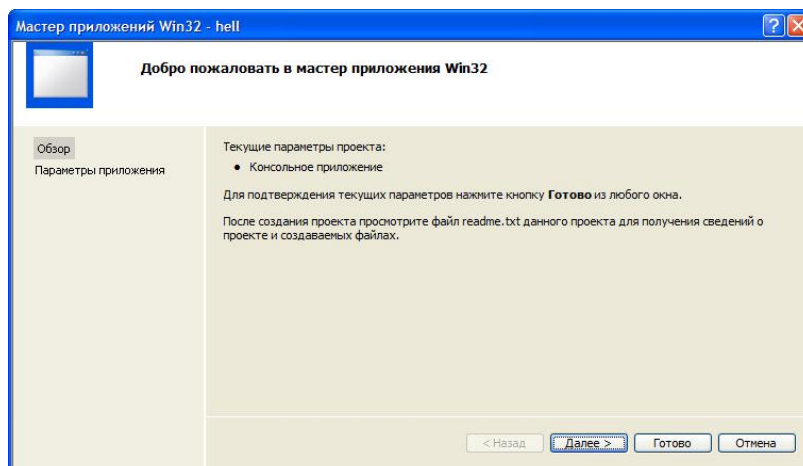 Мастер приложений Win32 - hell
Добро пожаловать в мастер приложения Win32
Обзор
Параметры приложения
Текущие параметры проекта:
• Консольное приложение
Для подтверждения текущих параметров нажмите кнопку Готово из любого окна.
После создания проекта просмотрите файл readme.txt данного проекта для получения сведений о
проекте и создаваемых файлах.
< Назад Далее > Готово Отмена